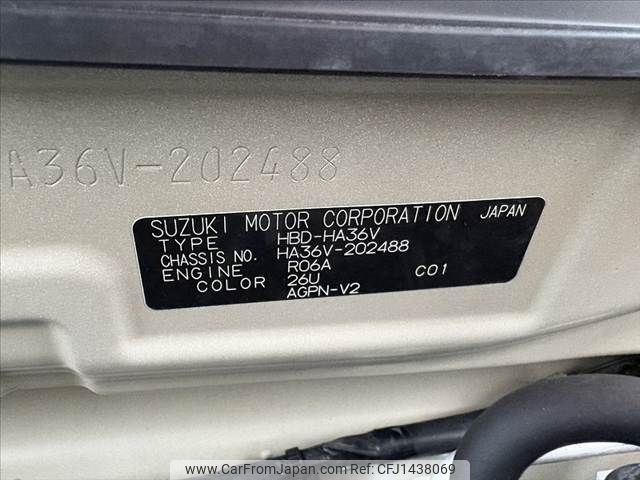 A36V-202488
SUZUKI MOTOR CORPORATION JAPAN
TYPE HBD-HA36V
CHASSIS NO. HA36V-202488
ENGINE R06A C01
COLOR 26U
AGPN-V2
www.CarFromJapan.com Ref:CFJ1438069